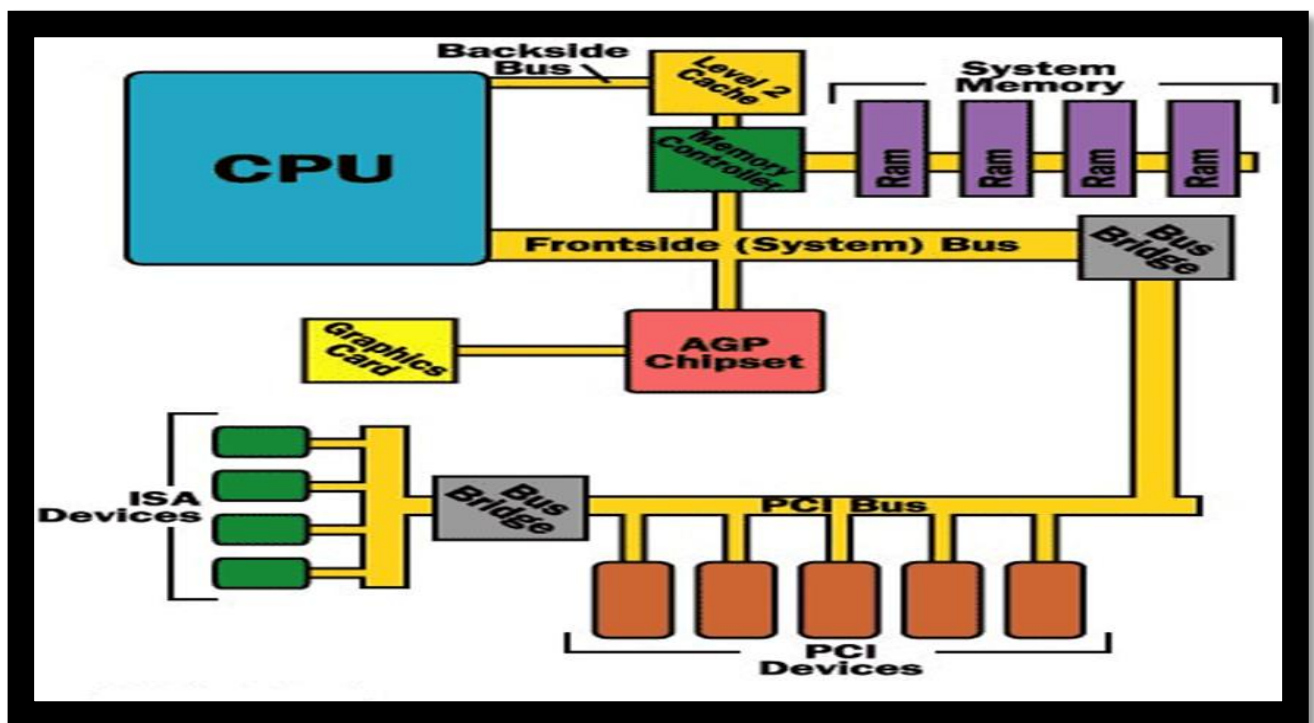 Backside
Bus
Level 2
Cache
System
Memory
CPU
Memory
Controller
Ram
Ram
Ram
Ram
Frontside (System) Bus
Bus
Bridge
Graphics
Card
AGP
Chipset
ISA
Devices
Bus
Bridge
PCI Bus
PCI
Devices